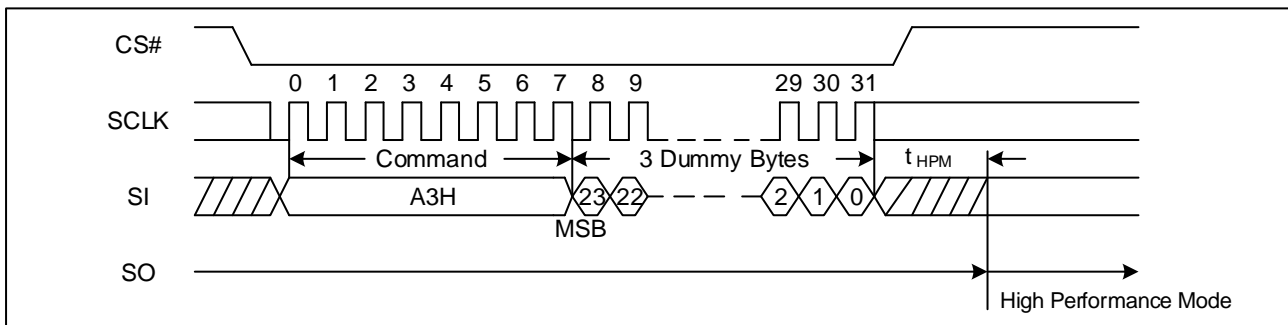 CS#
0 1 2 3 4 5 6 7 8 9 29 30 31
SCLK
Command 3 Dummy Bytes t HPM
SI A3H 23 22 2 1 0
MSB
SO
High Performance Mode